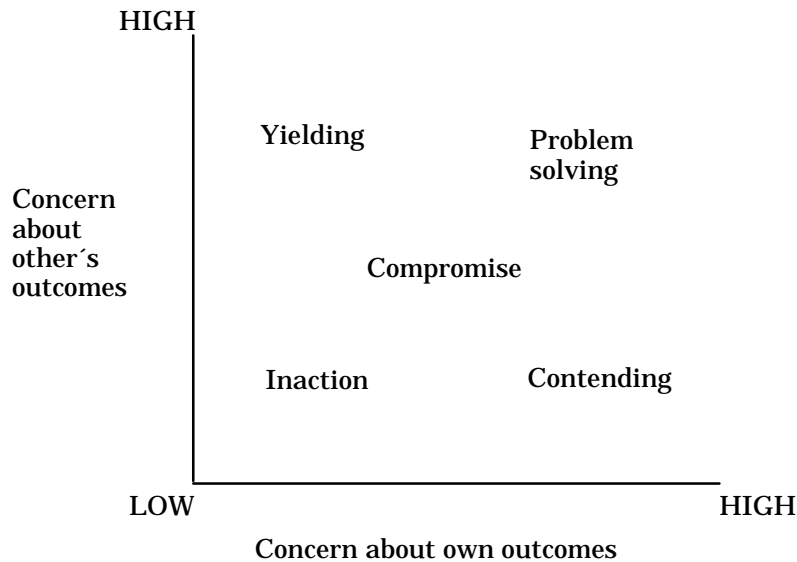 HIGH
Yielding
Problem
solving
Concern
about
other´s
outcomes
Compromise
Inaction
Contending
LOW
HIGH
Concern about own outcomes